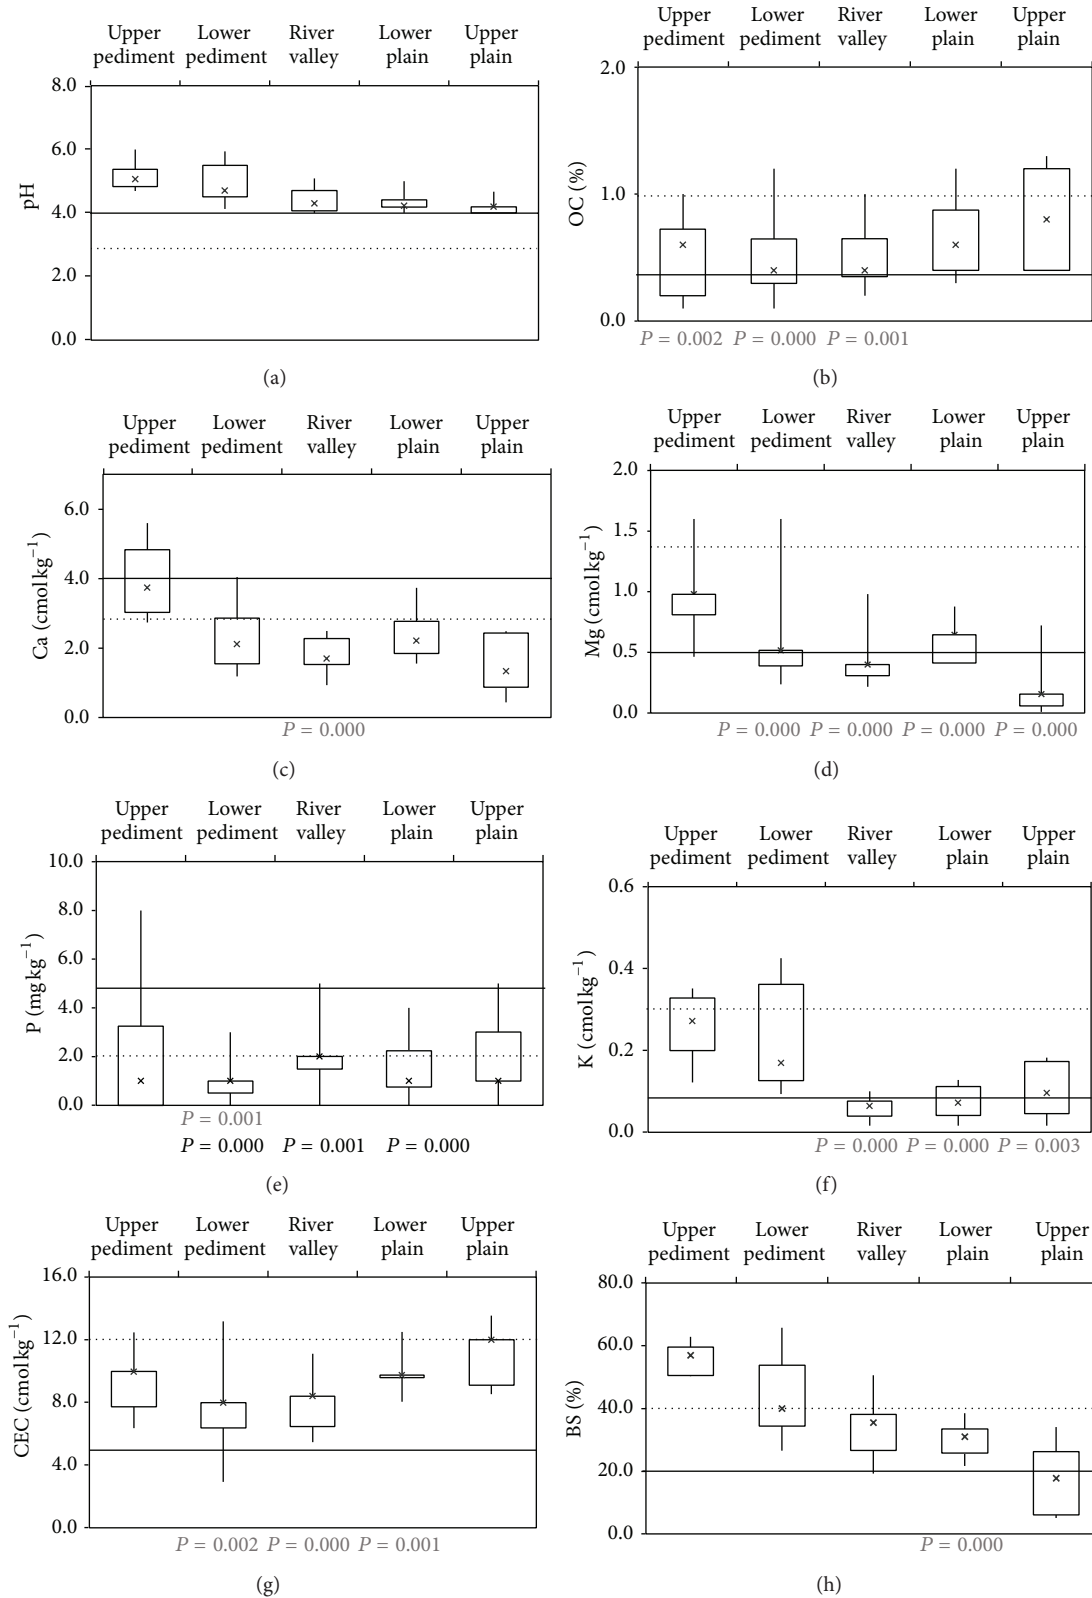 Upper pediment
Lower pediment
River valley
Lower plain
Upper plain
8.0
6.0
4.0
2.0
0.0
pH
(a)
Upper pediment
Lower pediment
River valley
Lower plain
Upper plain
2.0
1.0
0.0
OC (%)
P = 0.002 P = 0.000 P = 0.001
(b)
Upper pediment
Lower pediment
River valley
Lower plain
Upper plain
6.0
4.0
2.0
0.0
Ca (cmol kg⁻¹)
P = 0.000
(c)
Upper pediment
Lower pediment
River valley
Lower plain
Upper plain
2.0
1.5
1.0
0.5
0.0
Mg (cmol kg⁻¹)
P = 0.000 P = 0.000 P = 0.000 P = 0.000
(d)
Upper pediment
Lower pediment
River valley
Lower plain
Upper plain
10.0
8.0
6.0
4.0
2.0
0.0
P (mg kg⁻¹)
P = 0.001
P = 0.000 P = 0.001 P = 0.000
(e)
Upper pediment
Lower pediment
River valley
Lower plain
Upper plain
0.6
0.4
0.2
0.0
K (cmol kg⁻¹)
P = 0.000 P = 0.000 P = 0.003
(f)
Upper pediment
Lower pediment
River valley
Lower plain
Upper plain
16.0
12.0
8.0
4.0
0.0
CEC (cmol kg⁻¹)
P = 0.002 P = 0.000 P = 0.001
(g)
Upper pediment
Lower pediment
River valley
Lower plain
Upper plain
80.0
60.0
40.0
20.0
0.0
BS (%)
P = 0.000
(h)